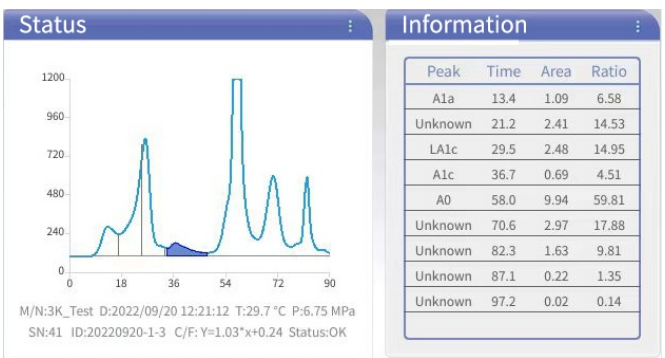 Status
Information
1200
960
720
480
240
0
0 18 36 54 72 90
M/N:3K_Test D:2022/09/20 12:21:12 T:29.7 °C P:6.75 MPa
SN:41 ID:20220920-1-3 C/F: Y=1.03*x+0.24 Status:OK
Peak Time Area Ratio
A1a 13.4 1.09 6.58
Unknown 21.2 2.41 14.53
LA1c 29.5 2.48 14.95
A1c 36.7 0.69 4.51
A0 58.0 9.94 59.81
Unknown 70.6 2.97 17.88
Unknown 82.3 1.63 9.81
Unknown 87.1 0.22 1.35
Unknown 97.2 0.02 0.14